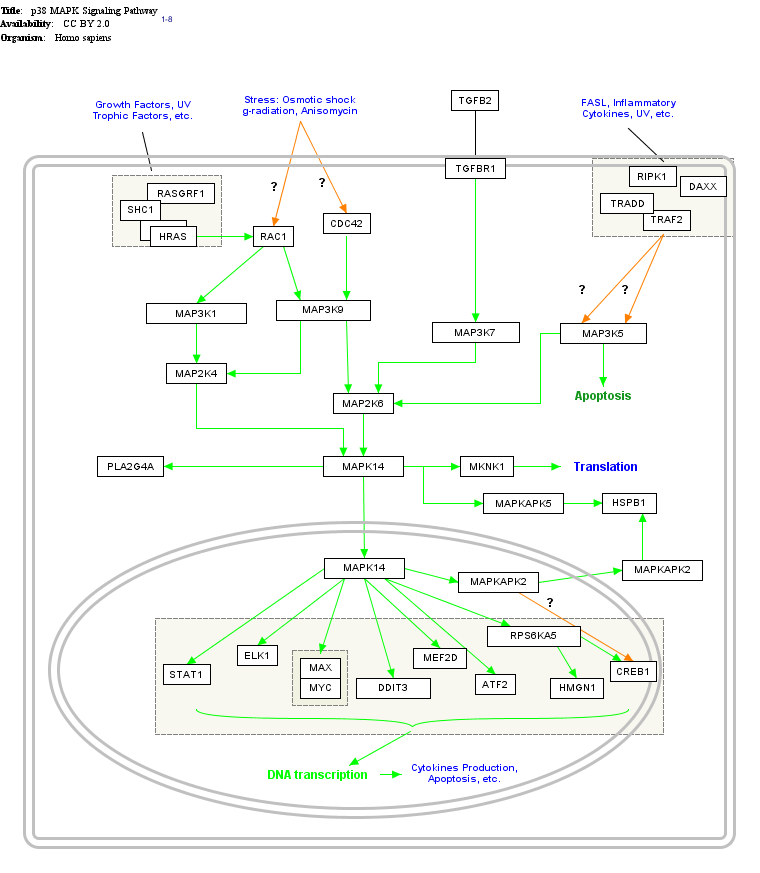 Title: p38 MAPK Signaling Pathway
1-8
Availability: CC BY 2.0
Organism: Homo sapiens
Growth Factors, UV
Trophic Factors, etc.
Stress: Osmotic shock
g-radiation, Anisomycin
TGFB2
FASL, Inflammatory
Cytokines, UV, etc.
TGFBR1
RIPK1
DAXX
RASGRF1
SHC1
TRADD
TRAF2
HRAS
?
?
RAC1
CDC42
?
?
MAP3K1
MAP3K9
MAP3K7
MAP3K5
MAP2K4
MAP2K6
Apoptosis
PLA2G4A
MAPK14
MKNK1
Translation
MAPKAPK5
HSPB1
MAPK14
MAPKAPK2
MAPKAPK2
?
RPS6KA5
STAT1
ELK1
MAX
MYC
DDIT3
MEF2D
ATF2
HMGN1
CREB1
DNA transcription
Cytokines Production,
Apoptosis, etc.